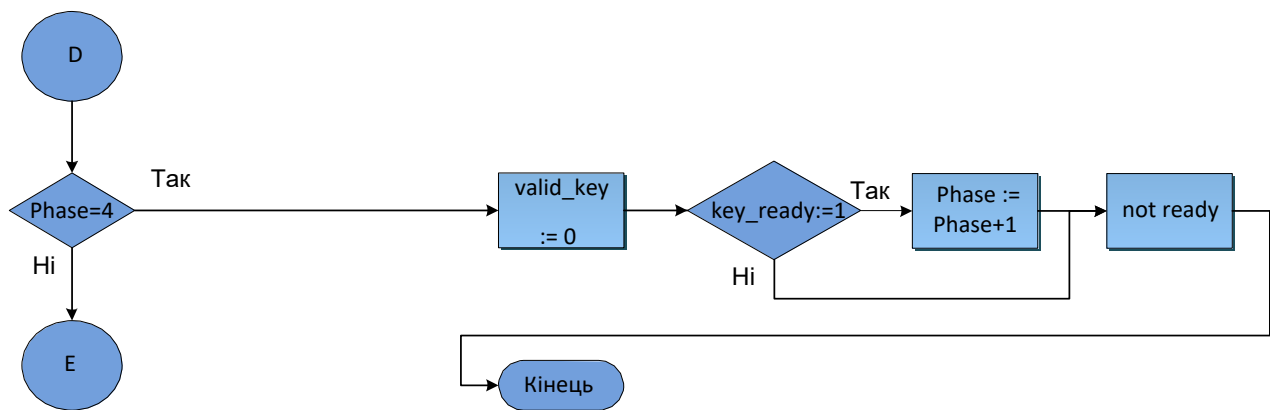 D
Phase=4
Так
Ні
E
valid_key
:= 0
key_ready:=1
Так
Ні
Phase :=
Phase+1
not ready
Кінець